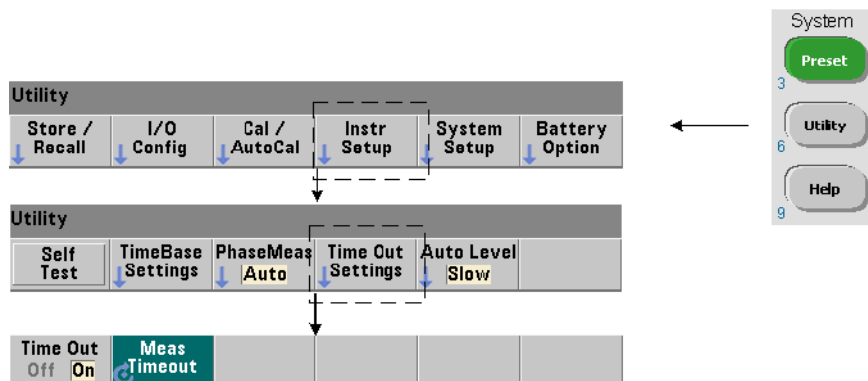 System
Preset
3
Utility
6
Help
9
Utility
Store / Recall
I/O Config
Cal / AutoCal
Instr Setup
System Setup
Battery Option
Utility
Self Test
TimeBase Settings
PhaseMeas Auto
Time Out Settings
Auto Level Slow
Time Out
Off On
Meas Timeout